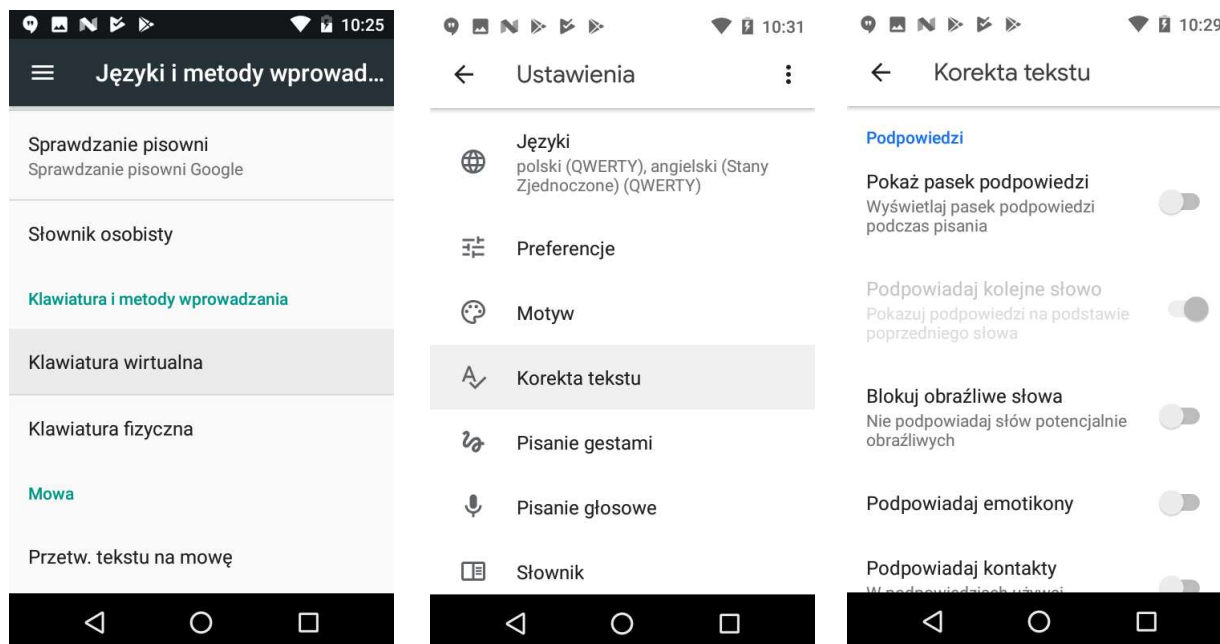 10:25
Języki i metody wprowad...
Sprawdzanie pisowni
Sprawdzanie pisowni Google
Słownik osobisty
Klawiatura i metody wprowadzania
Klawiatura wirtualna
Klawiatura fizyczna
Mowa
Przetw. tekstu na mowę
10:31
Ustawienia
Języki
polski (QWERTY), angielski (Stany
Zjednoczone) (QWERTY)
Preferencje
Motyw
Korekta tekstu
Pisanie gestami
Pisanie głosowe
Słownik
10:29
Korekta tekstu
Podpowiedzi
Pokaż pasek podpowiedzi
Wyświetlaj pasek podpowiedzi
podczas pisania
Podpowiadaj kolejne słowo
Pokazuj podpowiedzi na podstawie
poprzedniego słowa
Blokuj obraźliwe słowa
Nie podpowiadaj słów potencjalnie
obraźliwych
Podpowiadaj emotikony
Podpowiadaj kontakty
W podpowiedziach używaj